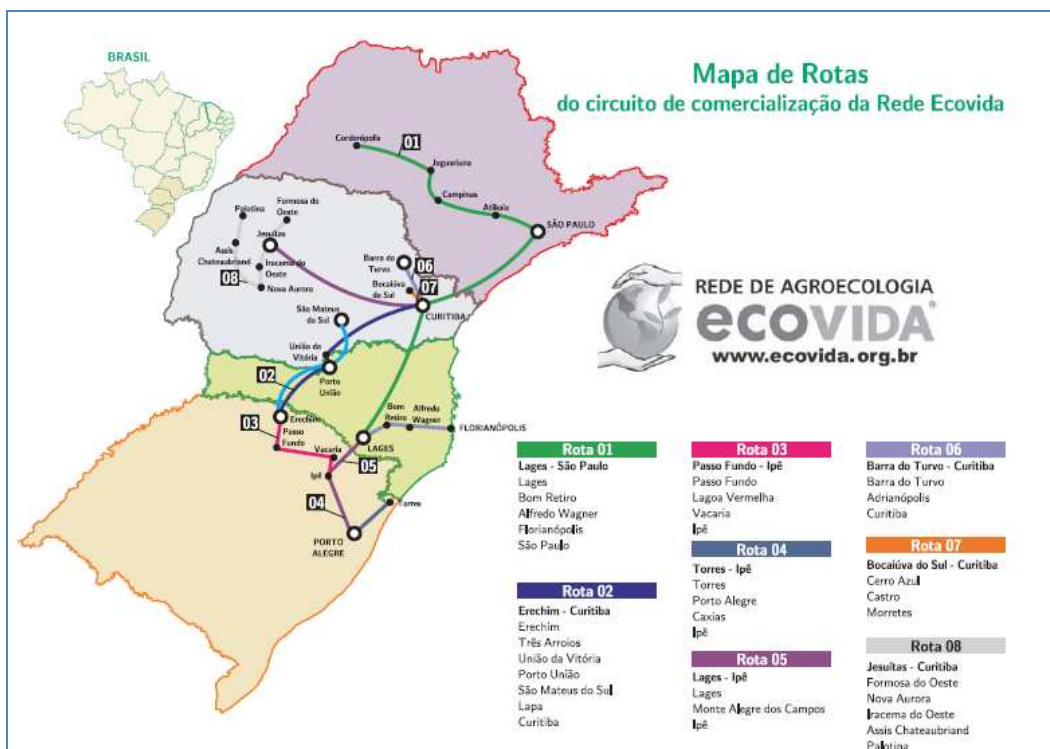 BRASIL
Mapa de Rotas
do circuito de comercialização da Rede Ecovida
Corderópolis
01
Jaguariuna
Campinas
Atibaia
SÃO PAULO
Palotina
Formosa do
Oeste
Jesuítas
Assis
Chateaubriand
Iracema do
Oeste
08
Nova Aurora
Barra do
Turvo
06
Bocaiúva
do Sul
07
CURITIBA
São Mateus
do Sul
União da
Vitória
Porto
União
02
Erechim
Passo
Fundo
03
Vacaria
05
Ipê
04
LAGES
Bom
Retiro
Alfredo
Wagner
FLORIANÓPOLIS
Torres
PORTO
ALEGRE
REDE DE AGROECOLOGIA
ecoVIDA®
www.ecovida.org.br
Rota 01
Lages - São Paulo
Lages
Bom Retiro
Alfredo Wagner
Florianópolis
São Paulo
Rota 02
Erechim - Curitiba
Erechim
Três Arroios
União da Vitória
Porto União
São Mateus do Sul
Lapa
Curitiba
Rota 03
Passo Fundo - Ipê
Passo Fundo
Lagoa Vermelha
Vacaria
Ipê
Rota 04
Torres - Ipê
Torres
Porto Alegre
Caxias
Ipê
Rota 05
Lages - Ipê
Lages
Monte Alegre dos Campos
Ipê
Rota 06
Barra do Turvo - Curitiba
Barra do Turvo
Adrianópolis
Curitiba
Rota 07
Bocaiúva do Sul - Curitiba
Cerro Azul
Castro
Morretes
Rota 08
Jesuítas - Curitiba
Formosa do Oeste
Nova Aurora
Iracema do Oeste
Assis Chateaubriand
Palotina